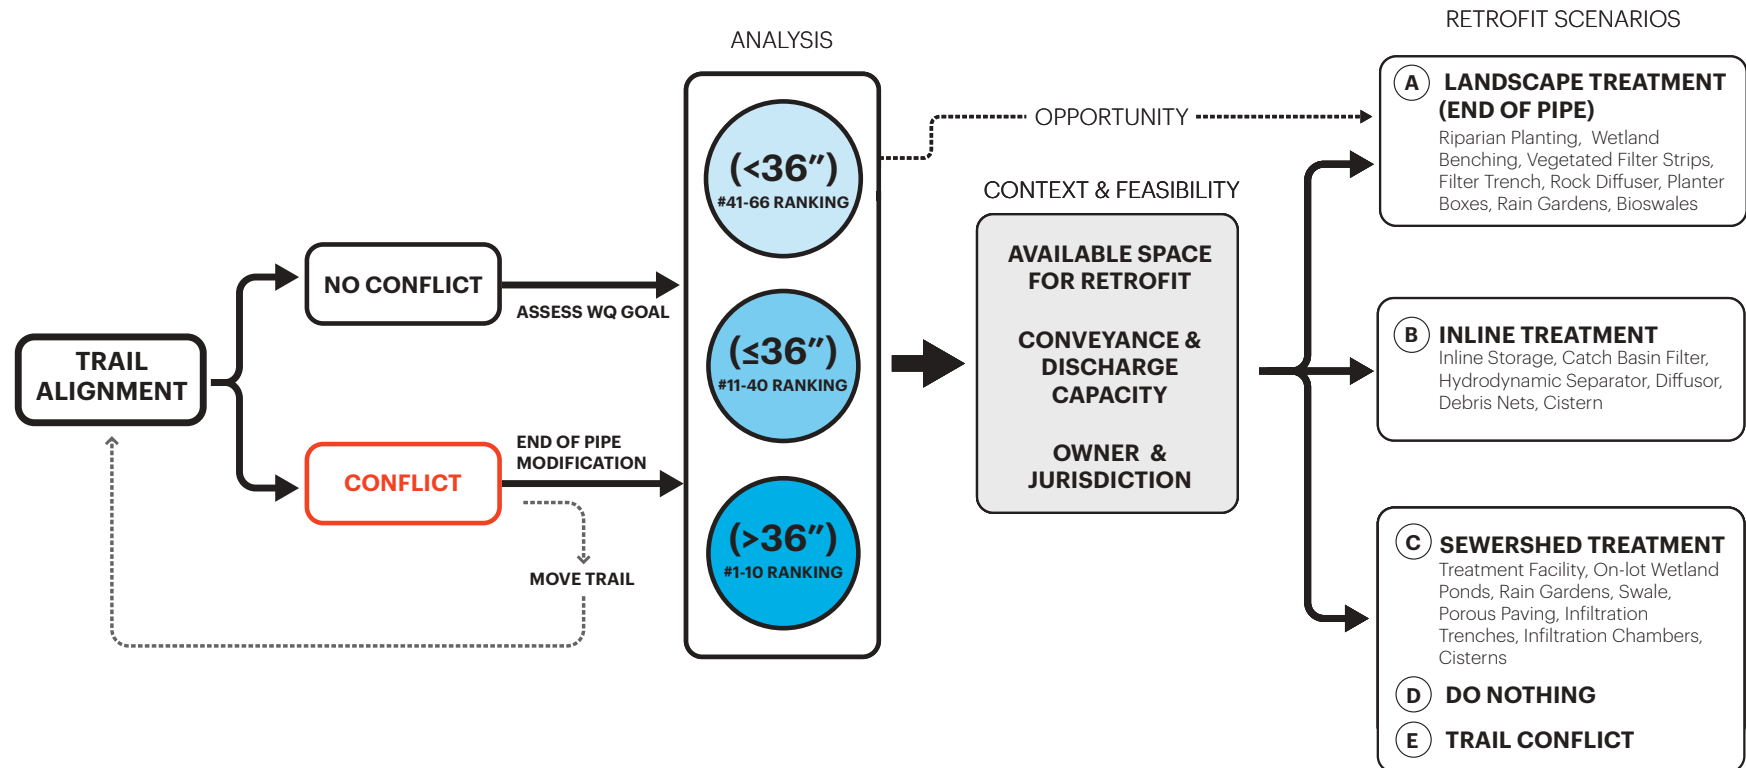 TRAIL
ALIGNMENT
NO CONFLICT
ASSESS WQ GOAL
CONFLICT
END OF PIPE
MODIFICATION
MOVE TRAIL
ANALYSIS
(<36″)
#41-66 RANKING
(≤36″)
#11-40 RANKING
(>36″)
#1-10 RANKING
OPPORTUNITY
CONTEXT & FEASIBILITY
AVAILABLE SPACE
FOR RETROFIT
CONVEYANCE &
DISCHARGE
CAPACITY
OWNER &
JURISDICTION
RETROFIT SCENARIOS
A LANDSCAPE TREATMENT
(END OF PIPE)
Riparian Planting, Wetland
Benching, Vegetated Filter Strips,
Filter Trench, Rock Diffuser, Planter
Boxes, Rain Gardens, Bioswales
B INLINE TREATMENT
Inline Storage, Catch Basin Filter,
Hydrodynamic Separator, Diffusor,
Debris Nets, Cistern
C SEWERSHED TREATMENT
Treatment Facility, On-lot Wetland
Ponds, Rain Gardens, Swale,
Porous Paving, Infiltration
Trenches, Infiltration Chambers,
Cisterns
D DO NOTHING
E TRAIL CONFLICT